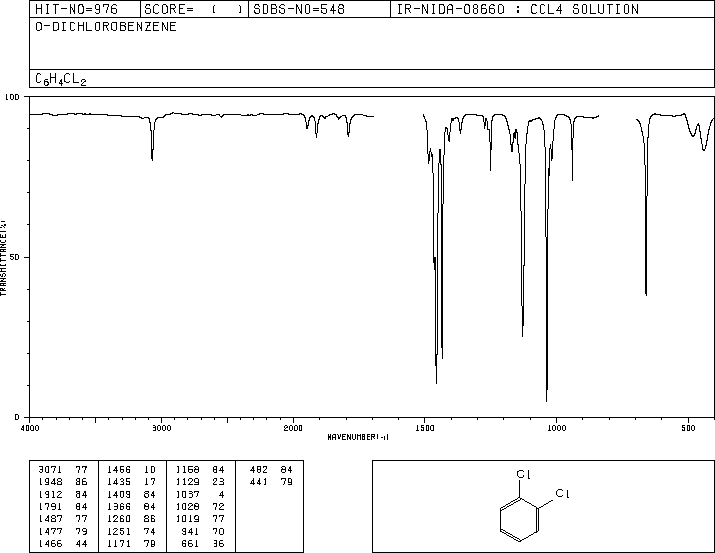 HIT-NO=976 SCORE= ( ) SDBS-NO=548 IR-NIDA-08660 : CCL4 SOLUTION
O-DICHLOROBENZENE
C6H4CL2
100
50
0
TRANSMITTANCE(%)
4000 3000 2000 1500 1000 500
WAVENUMBER(-1)
3071 77 1456 10 1158 84 482 84
1948 86 1435 17 1129 23 441 79
1912 84 1409 84 1037 4
1791 84 1366 84 1028 72
1487 77 1260 86 1019 77
1477 79 1251 74 941 70
1466 44 1171 79 661 36
Cl
Cl